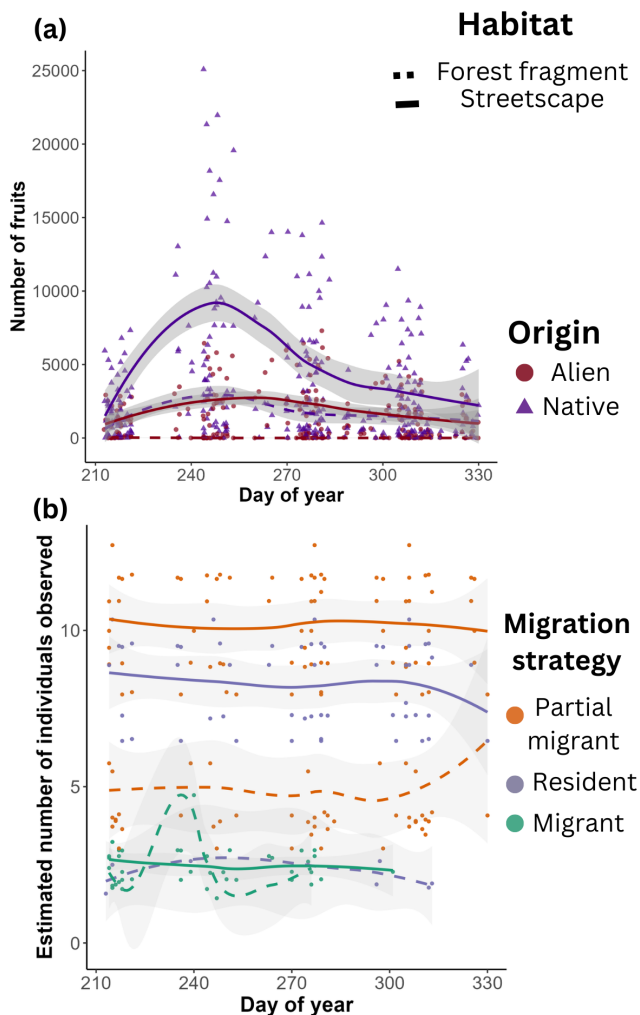 (a)
Habitat
Forest fragment
Streetscape
Number of fruits
25000
20000
15000
10000
5000
0
210
240
270
300
330
Day of year
Origin
Alien
Native
(b)
Estimated number of individuals observed
10
5
0
210
240
270
300
330
Day of year
Migration
strategy
Partial
migrant
Resident
Migrant